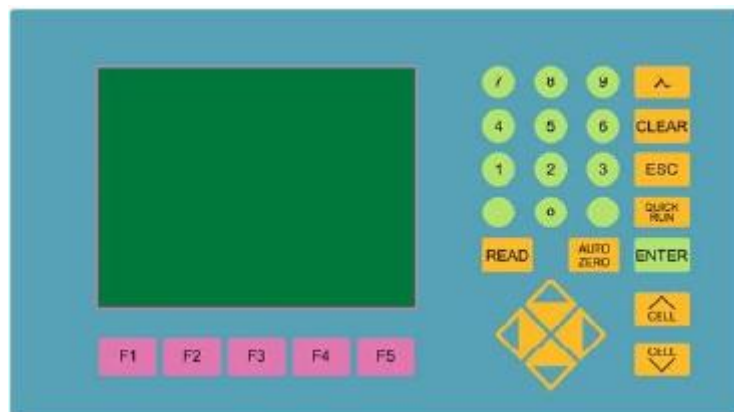 7 8 9
4 5 6 CLEAR
1 2 3 ESC
0 QUICK
RUN
READ AUTO
ZERO ENTER
CELL
CELL
F1 F2 F3 F4 F5